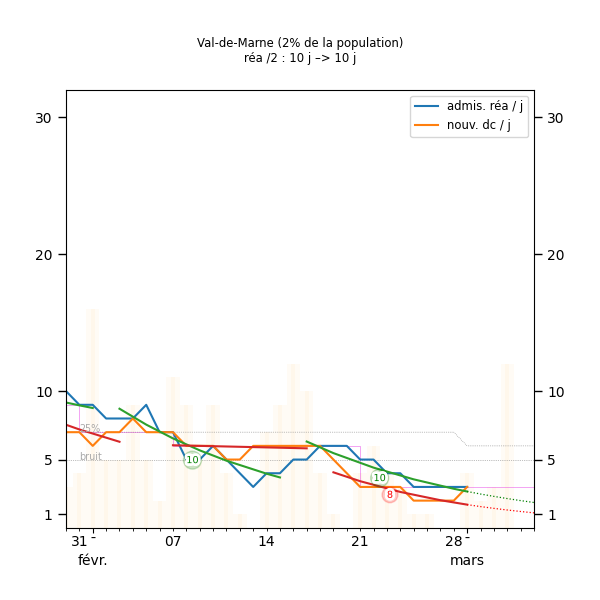 Val-de-Marne (2% de la population)
réa /2 : 10 j –> 10 j
admis. réa / j
nouv. dc / j
30
30
20
20
10
10
25%
bruit
10
10
8
5
5
1
1
31
07
14
21
28
févr.
mars